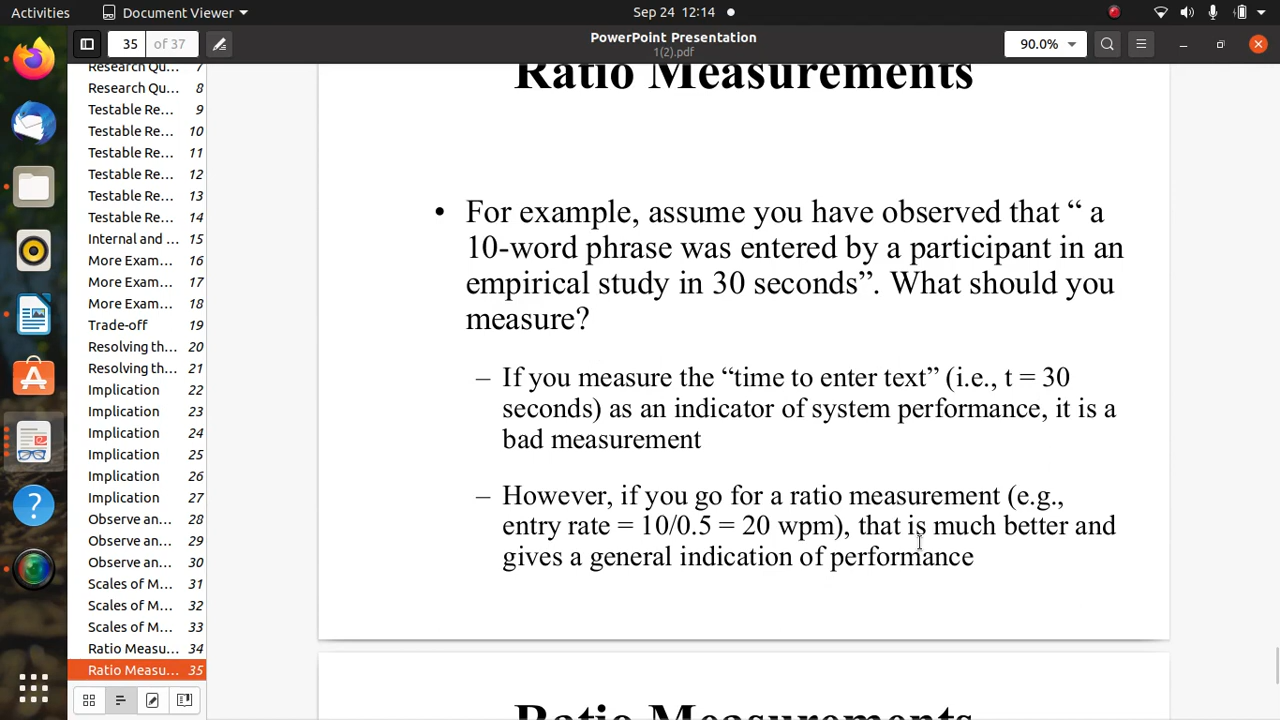 Activities
Document Viewer
Sep 24 12:14
35
of 37
PowerPoint Presentation
1(2).pdf
90.0%
Research Qu... 7
Research Qu... 8
Testable Re... 9
Testable Re... 10
Testable Re... 11
Testable Re... 12
Testable Re... 13
Testable Re... 14
Internal and ... 15
More Exam... 16
More Exam... 17
More Exam... 18
Trade-off 19
Resolving th... 20
Resolving th... 21
Implication 22
Implication 23
Implication 24
Implication 25
Implication 26
Implication 27
Observe an... 28
Observe an... 29
Observe an... 30
Scales of M... 31
Scales of M... 32
Scales of M... 33
Ratio Measu... 34
Ratio Measu... 35
Ratio Measurements
• For example, assume you have observed that “ a
10-word phrase was entered by a participant in an
empirical study in 30 seconds”. What should you
measure?
– If you measure the “time to enter text” (i.e., t = 30
seconds) as an indicator of system performance, it is a
bad measurement
– However, if you go for a ratio measurement (e.g.,
entry rate = 10/0.5 = 20 wpm), that is much better and
gives a general indication of performance
Ratio Measurements